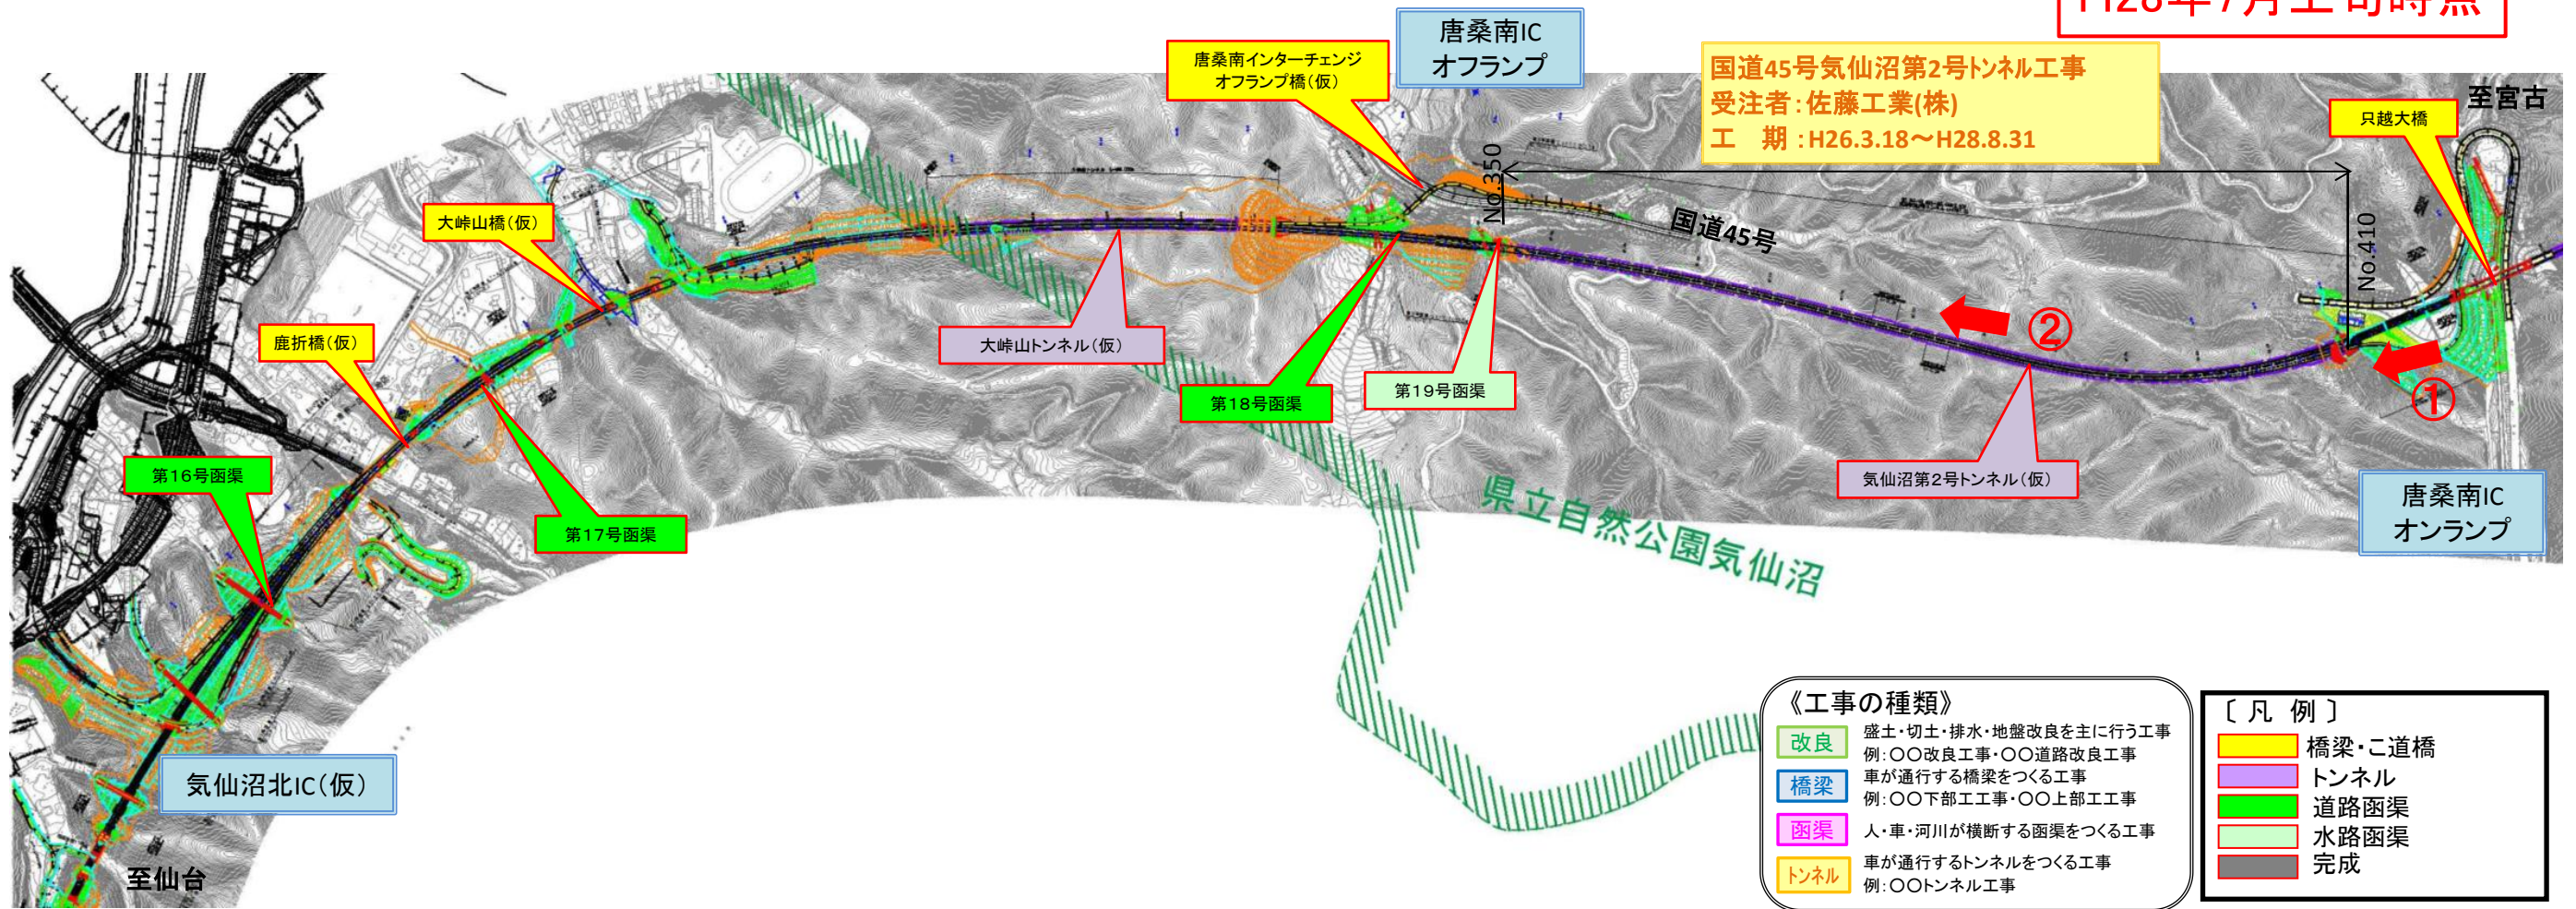 H28年7月上旬時点
唐桑南IC
オフランプ
唐桑南インターチェンジ
オフランプ橋(仮)
国道45号気仙沼第2号トンネル工事
受注者:佐藤工業(株)
工　期:H26.3.18～H28.8.31
至宮古
只越大橋
No.350
No.410
国道45号
大峠山橋(仮)
鹿折橋(仮)
大峠山トンネル(仮)
第18号函渠
第19号函渠
②
①
気仙沼第2号トンネル(仮)
第16号函渠
第17号函渠
唐桑南IC
オンランプ
県立自然公園気仙沼
気仙沼北IC(仮)
至仙台
《工事の種類》
改良
盛土・切土・排水・地盤改良を主に行う工事
例:〇〇改良工事・〇〇道路改良工事
橋梁
車が通行する橋梁をつくる工事
例:〇〇下部工工事・〇〇上部工工事
函渠
人・車・河川が横断する函渠をつくる工事
トンネル
車が通行するトンネルをつくる工事
例:〇〇トンネル工事
〔 凡 例 〕
橋梁・こ道橋
トンネル
道路函渠
水路函渠
完成